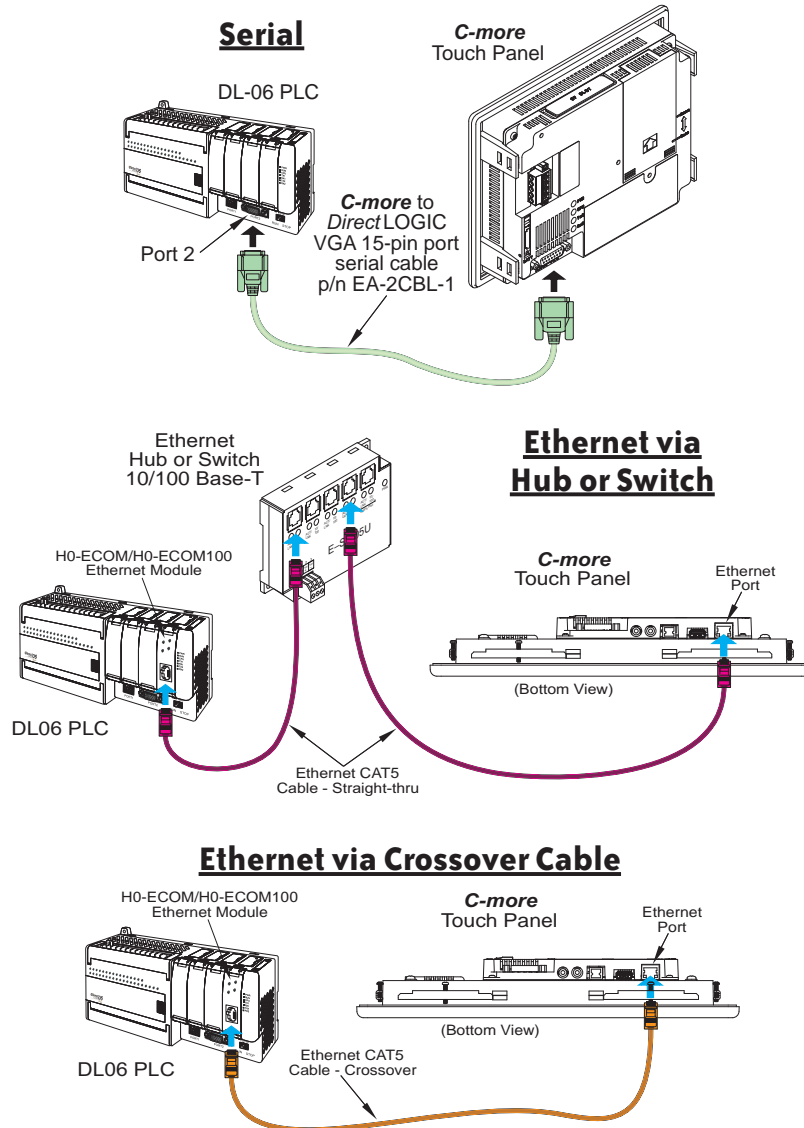 Serial
C-more
Touch Panel
DL-06 PLC
Port 2
C-more to
DirectLOGIC
VGA 15-pin port
serial cable
p/n EA-2CBL-1
Ethernet
Hub or Switch
10/100 Base-T
Ethernet via
Hub or Switch
H0-ECOM/H0-ECOM100
Ethernet Module
C-more
Touch Panel
Ethernet
Port
(Bottom View)
DL06 PLC
Ethernet CAT5
Cable - Straight-thru
Ethernet via Crossover Cable
H0-ECOM/H0-ECOM100
Ethernet Module
C-more
Touch Panel
Ethernet
Port
(Bottom View)
DL06 PLC
Ethernet CAT5
Cable - Crossover